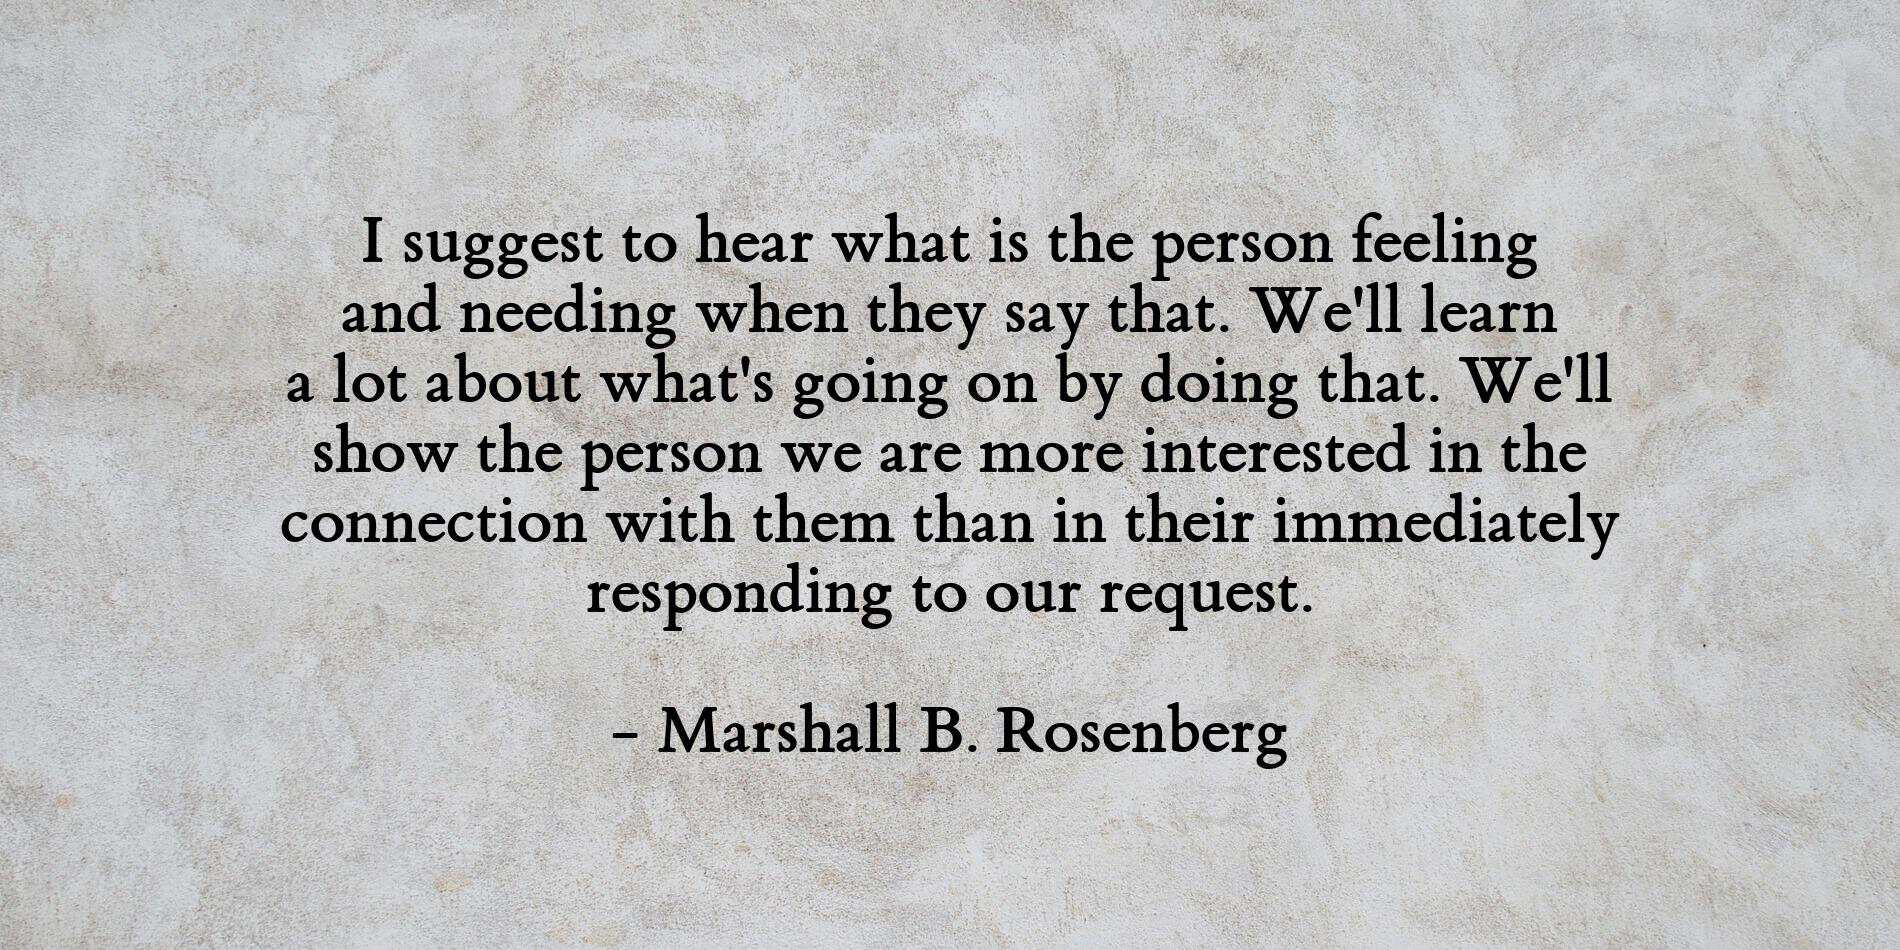 I suggest to hear what is the person feeling
and needing when they say that. We'll learn
a lot about what's going on by doing that. We'll
show the person we are more interested in the
connection with them than in their immediately
responding to our request.
– Marshall B. Rosenberg